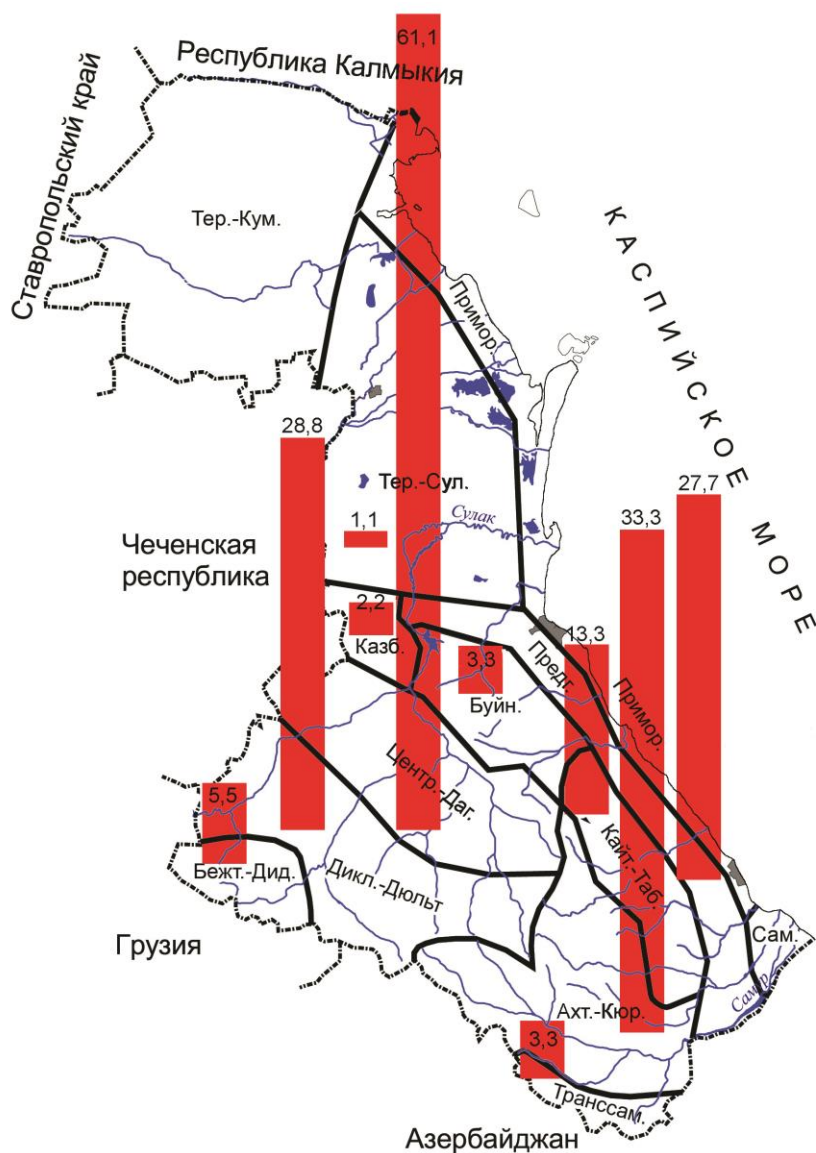 61,1
Республика Калмыкия
Ставропольский край
Тер.-Кум.
КАСПИЙСКОЕ МОРЕ
Примор.
28,8
Тер.-Сул.
27,7
1,1
Сулак
33,3
Чеченская
республика
2,2
Казб.
3,3
Буйн.
Предг.
13,3
Примор.
Центр.-Даг.
5,5
Бежт.-Дид.
Дикл.-Дюльт
Кайт.-Таб.
Сам.
Грузия
Самур
Ахт.-Кюр.
3,3
Транссам.
Азербайджан